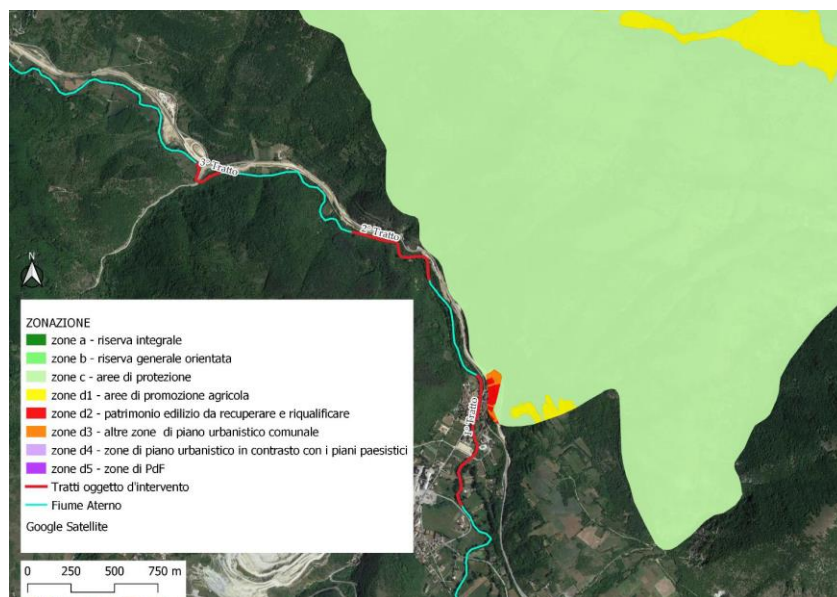 3° Tratto
2° Tratto
1° Tratto
N
ZONAZIONE
zone a - riserva integrale
zone b - riserva generale orientata
zone c - aree di protezione
zone d1 - aree di promozione agricola
zone d2 - patrimonio edilizio da recuperare e riqualificare
zone d3 - altre zone di piano urbanistico comunale
zone d4 - zone di piano urbanistico in contrasto con i piani paesistici
zone d5 - zone di PdF
Tratti oggetto d'intervento
Fiume Aterno
Google Satellite
0 250 500 750 m